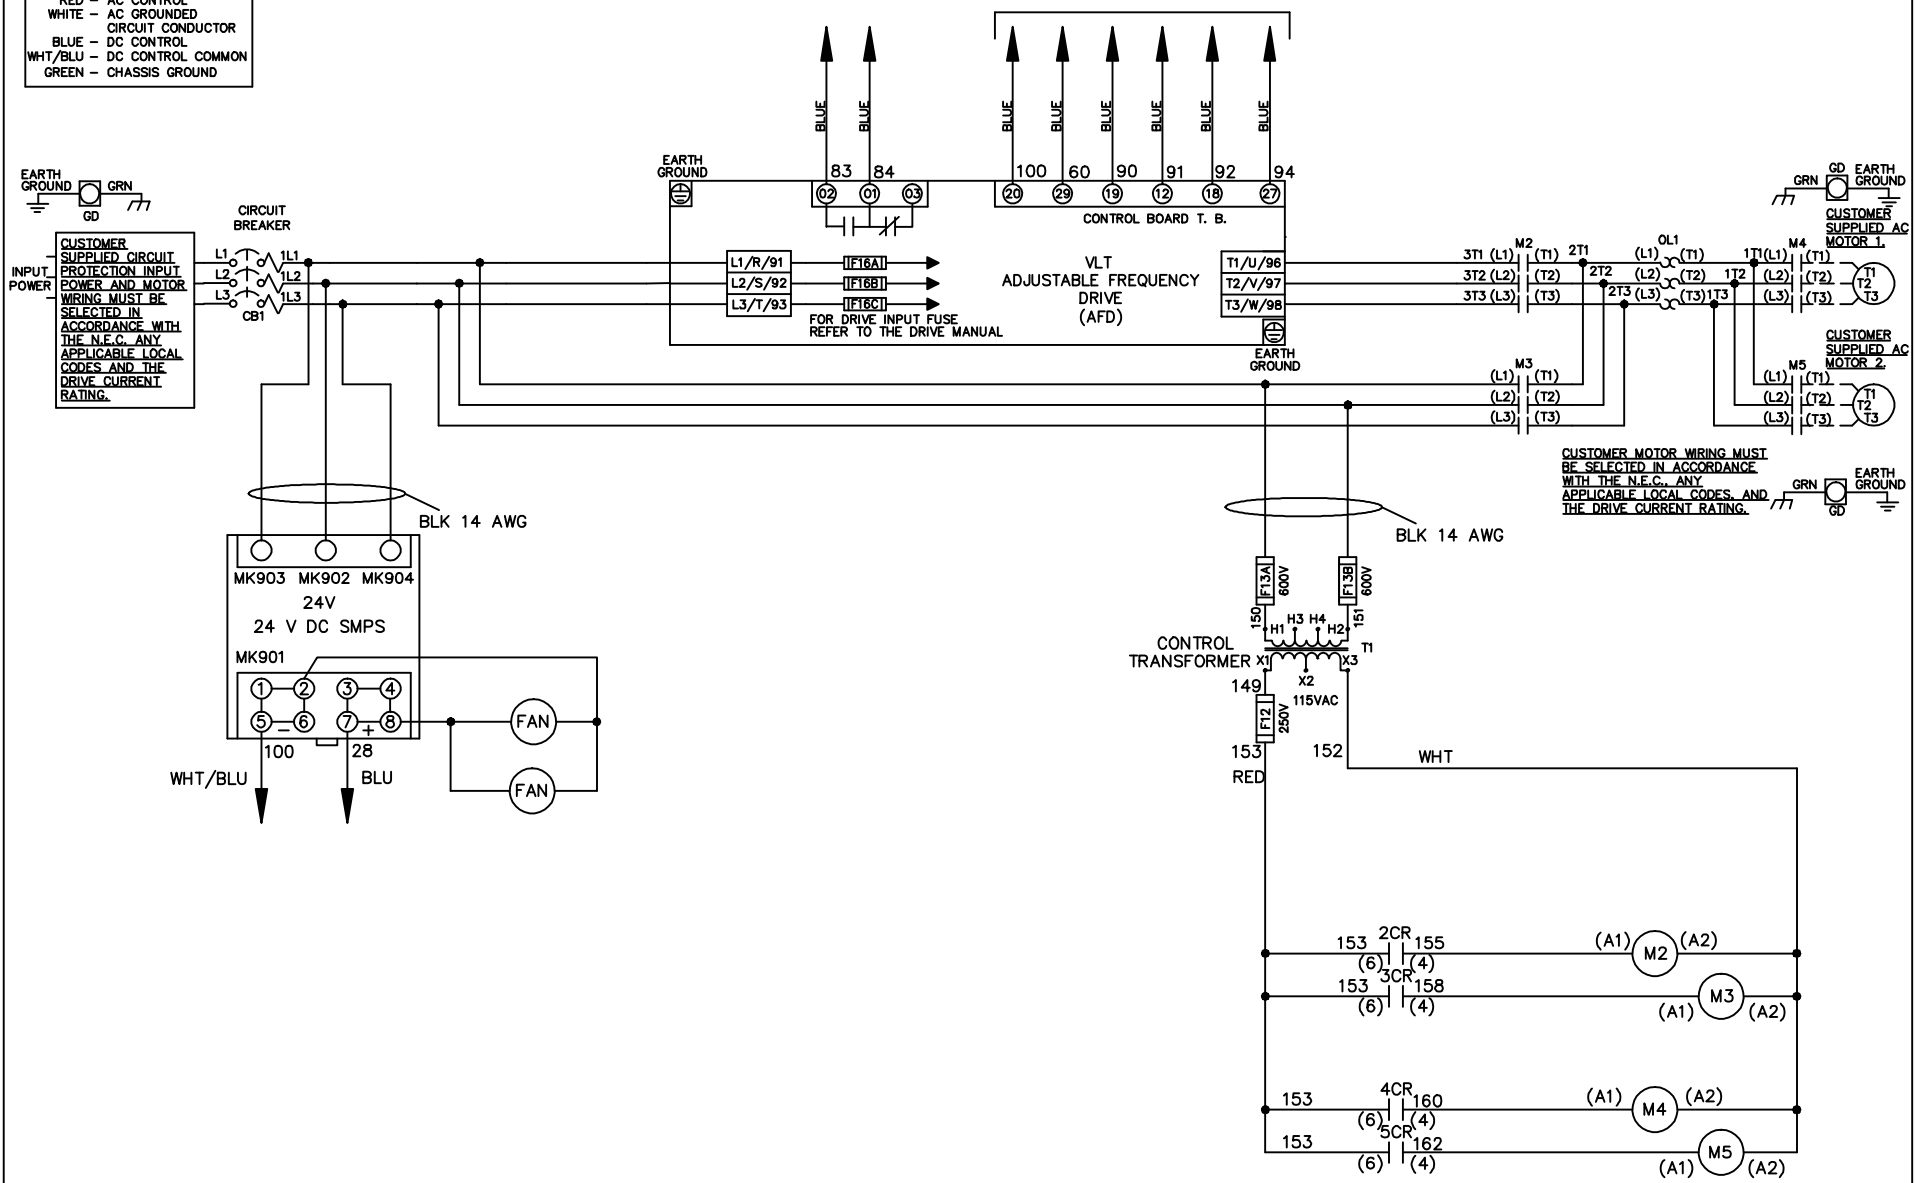 RED – AC CONTROL
WHITE – AC GROUNDED
CIRCUIT CONDUCTOR
BLUE – DC CONTROL
WHT/BLU – DC CONTROL COMMON
GREEN – CHASSIS GROUND
BLUE
BLUE
BLUE
BLUE
BLUE
BLUE
BLUE
BLUE
EARTH
GROUND
GRN
GD
CIRCUIT
BREAKER
INPUT
POWER
CUSTOMER
SUPPLIED CIRCUIT
PROTECTION INPUT
POWER AND MOTOR
WIRING MUST BE
SELECTED IN
ACCORDANCE WITH
THE N.E.C. ANY
APPLICABLE LOCAL
CODES AND THE
DRIVE CURRENT
RATING.
L1 1L1
L2 1L2
L3 1L3
CB1
EARTH
GROUND
83 84
02 01 03
100 60 90 91 92 94
20 29 19 12 18 27
CONTROL BOARD T. B.
L1/R/91
L2/S/92
L3/T/93
F16A
F16B
F16C
FOR DRIVE INPUT FUSE
REFER TO THE DRIVE MANUAL
VLT
ADJUSTABLE FREQUENCY
DRIVE
(AFD)
T1/U/96
T2/V/97
T3/W/98
EARTH
GROUND
M2
3T1 (L1) (T1) 2T1
3T2 (L2) (T2) 2T2
3T3 (L3) (T3) 2T3
OL1
(L1) (T1) 1T1
(L2) (T2) 1T2
(L3) (T3) 1T3
M4
(L1) (T1)
(L2) (T2)
(L3) (T3)
T1
T2
T3
GRN
GD
EARTH
GROUND
CUSTOMER
SUPPLIED AC
MOTOR 1.
M3
(L1) (T1)
(L2) (T2)
(L3) (T3)
CUSTOMER
SUPPLIED AC
MOTOR 2.
M5
(L1) (T1)
(L2) (T2)
(L3) (T3)
T1
T2
T3
CUSTOMER MOTOR WIRING MUST
BE SELECTED IN ACCORDANCE
WITH THE N.E.C., ANY
APPLICABLE LOCAL CODES, AND
THE DRIVE CURRENT RATING.
GRN
GD
EARTH
GROUND
BLK 14 AWG
MK903 MK902 MK904
24V
24 V DC SMPS
MK901
1 2 3 4
5 6 7 8
– +
100 28
WHT/BLU BLU
FAN
FAN
BLK 14 AWG
F13A
600V
F13B
600V
150
151
H1 H3 H4 H2
CONTROL
TRANSFORMER
T1
X1 X3
X2
115VAC
149
F12
250V
153
RED
152
WHT
153 2CR 155
(6) (4)
(A1) M2 (A2)
153 3CR 158
(6) (4)
(A1) M3 (A2)
153 4CR 160
(6) (4)
(A1) M4 (A2)
153 5CR 162
(6) (4)
(A1) M5 (A2)